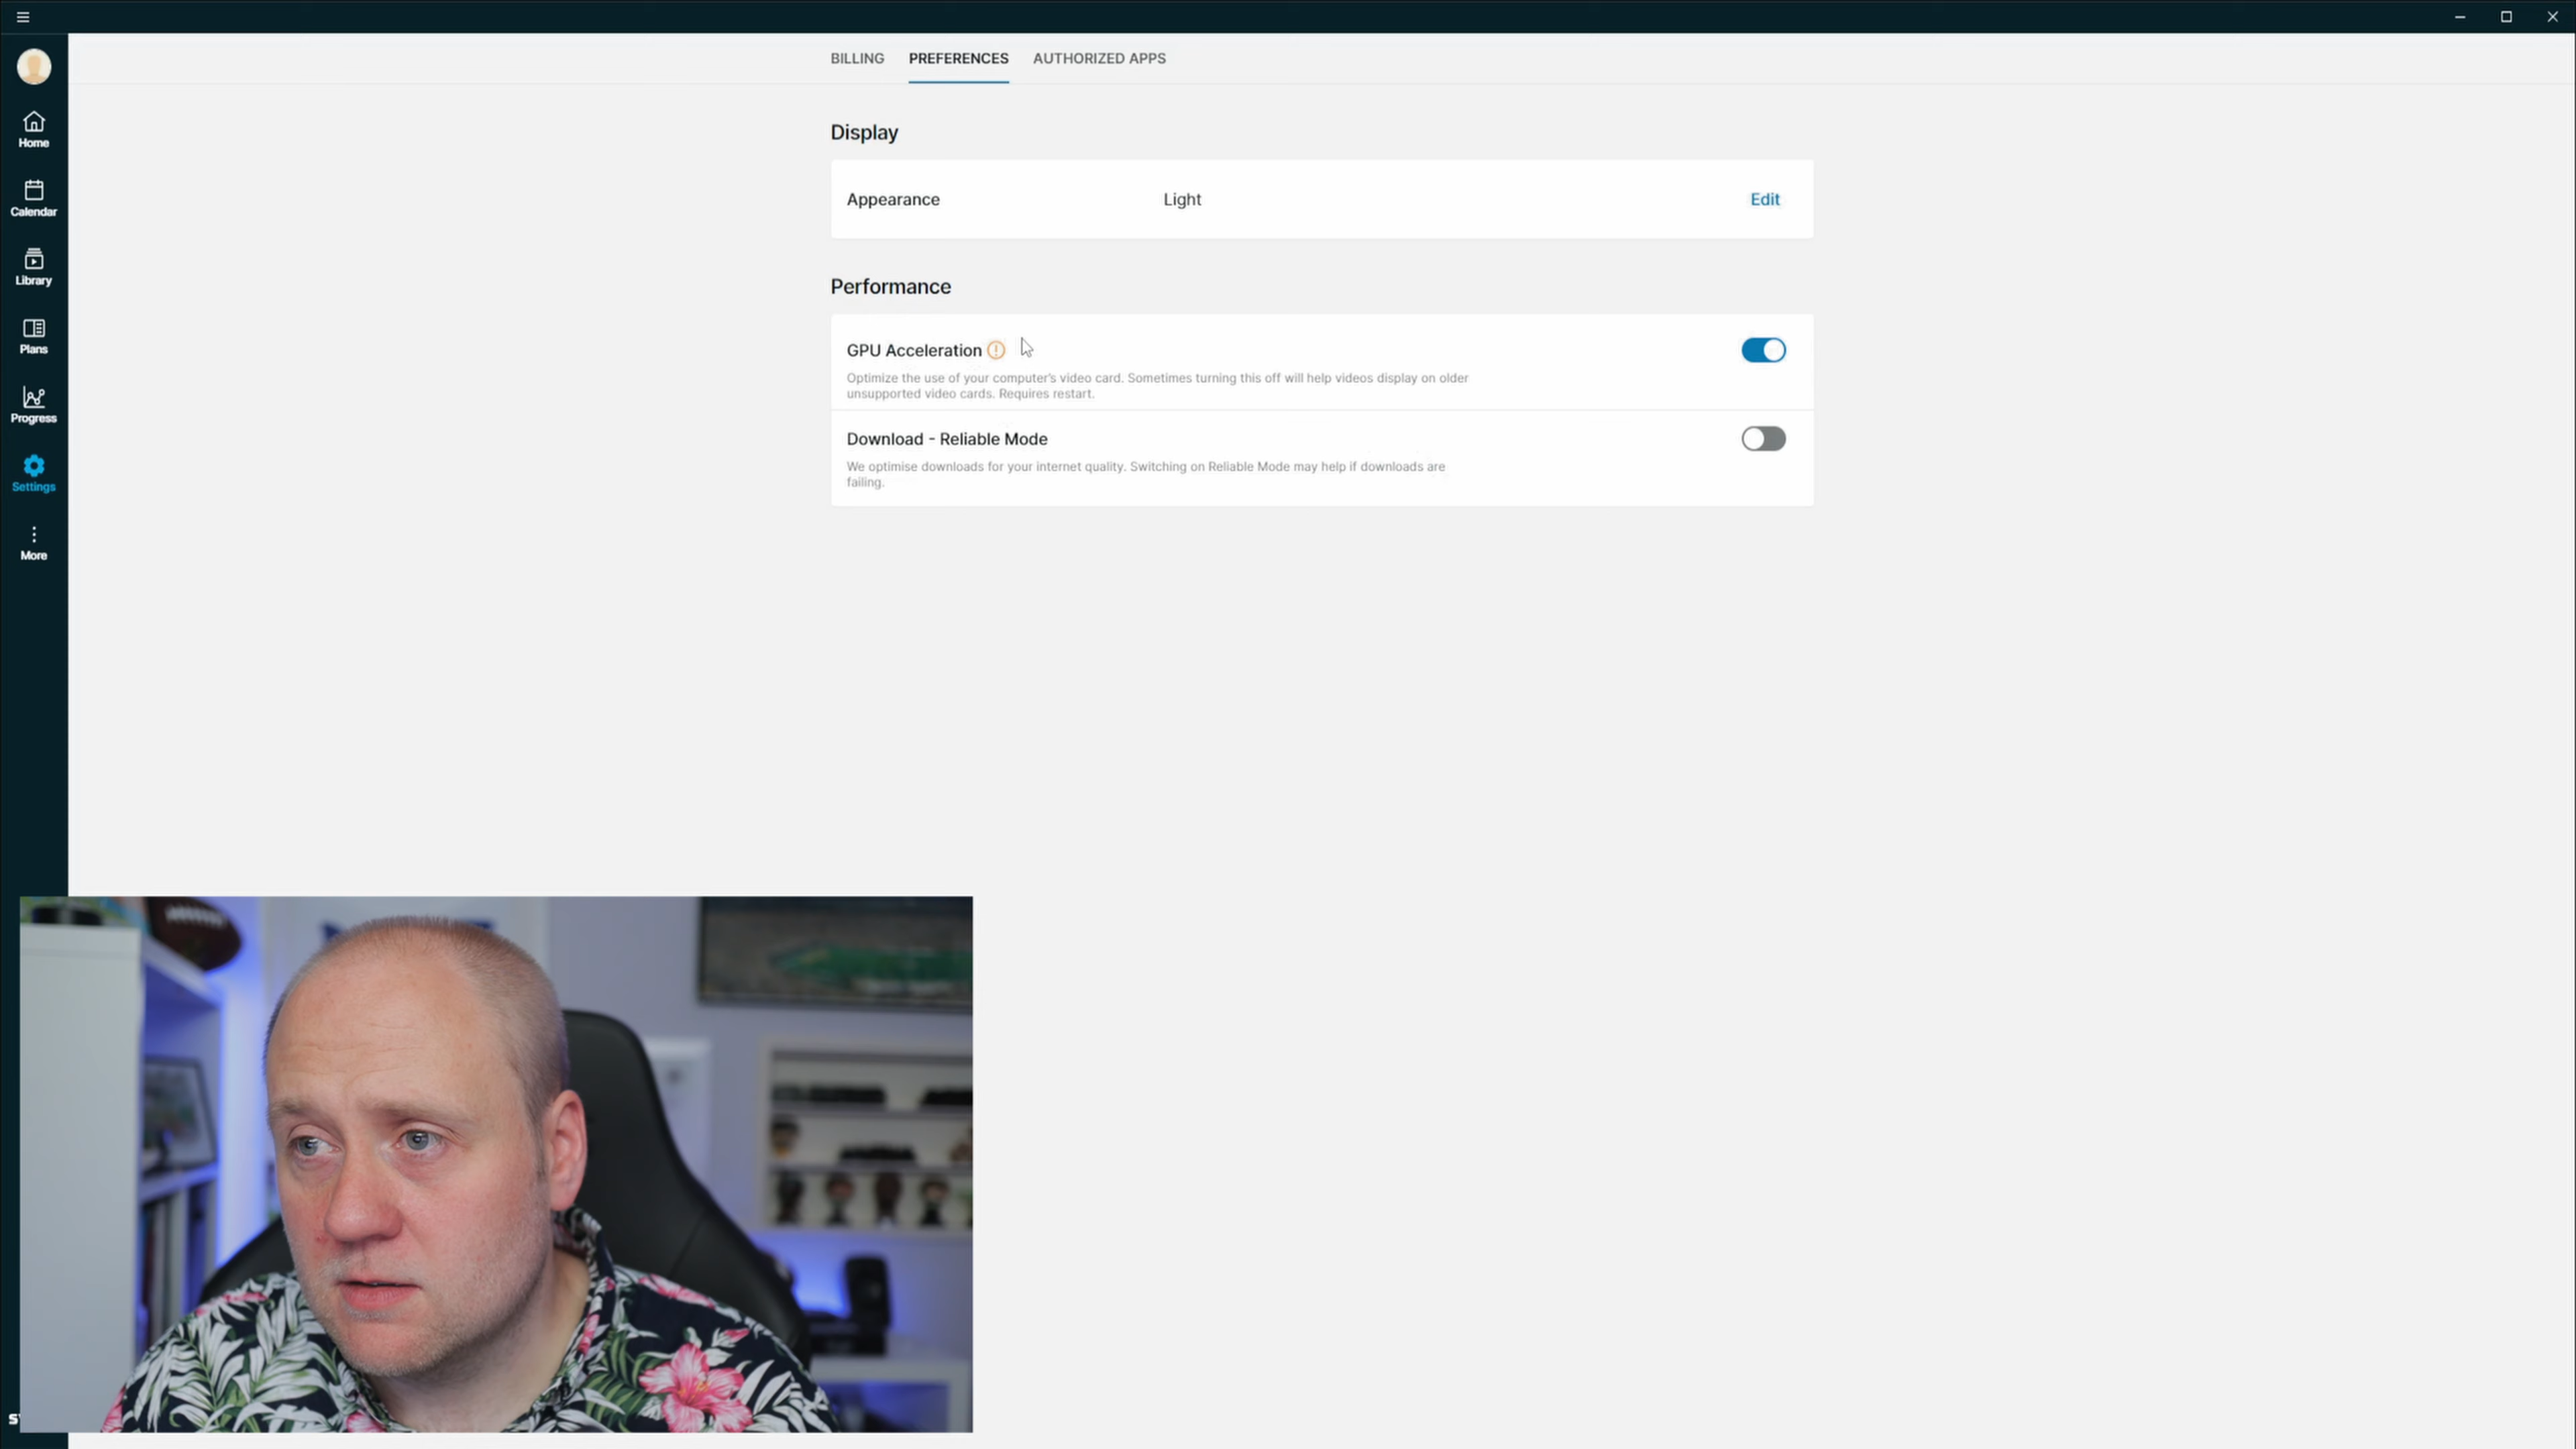 BILLING PREFERENCES AUTHORIZED APPS
Home
Calendar
Library
Plans
Progress
Settings
More
Display
Appearance Light Edit
Performance
GPU Acceleration
Optimize the use of your computer's video card. Sometimes turning this off will help videos display on older
unsupported video cards. Requires restart.
Download - Reliable Mode
We optimise downloads for your internet quality. Switching on Reliable Mode may help if downloads are
failing.